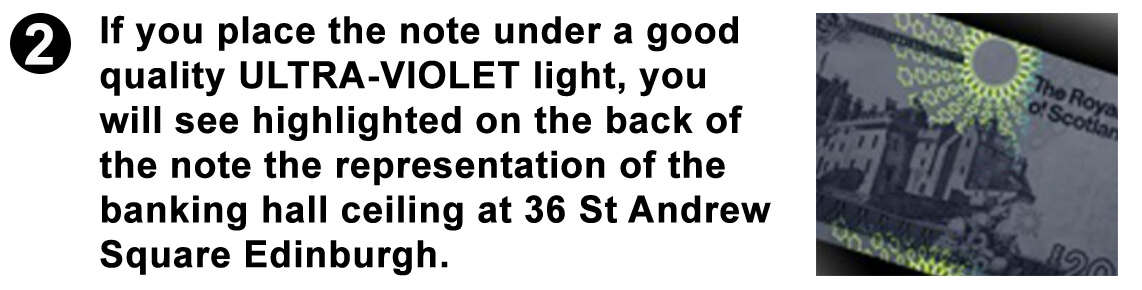 2 If you place the note under a good
quality ULTRA-VIOLET light, you
will see highlighted on the back of
the note the representation of the
banking hall ceiling at 36 St Andrew
Square Edinburgh.
The Roya
of Scotlan
£20